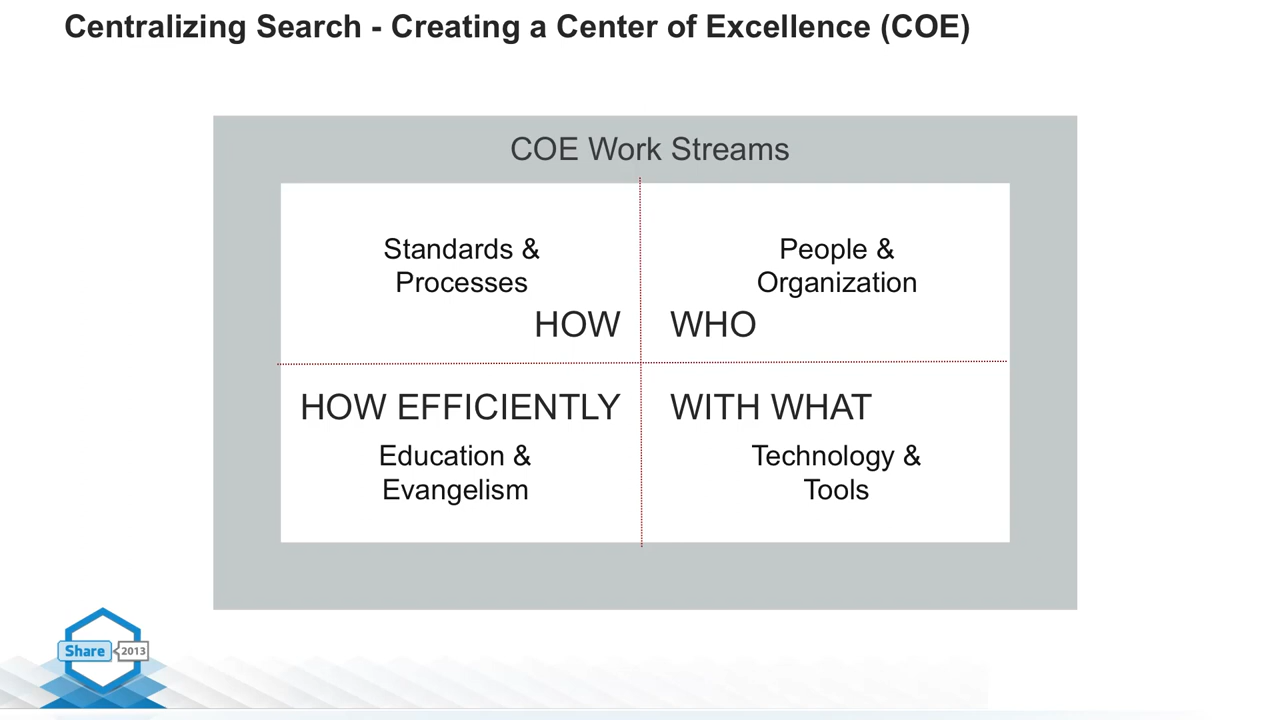 Centralizing Search - Creating a Center of Excellence (COE)
COE Work Streams
Standards &
Processes
HOW
People &
Organization
WHO
HOW EFFICIENTLY
Education &
Evangelism
WITH WHAT
Technology &
Tools
Share 2013